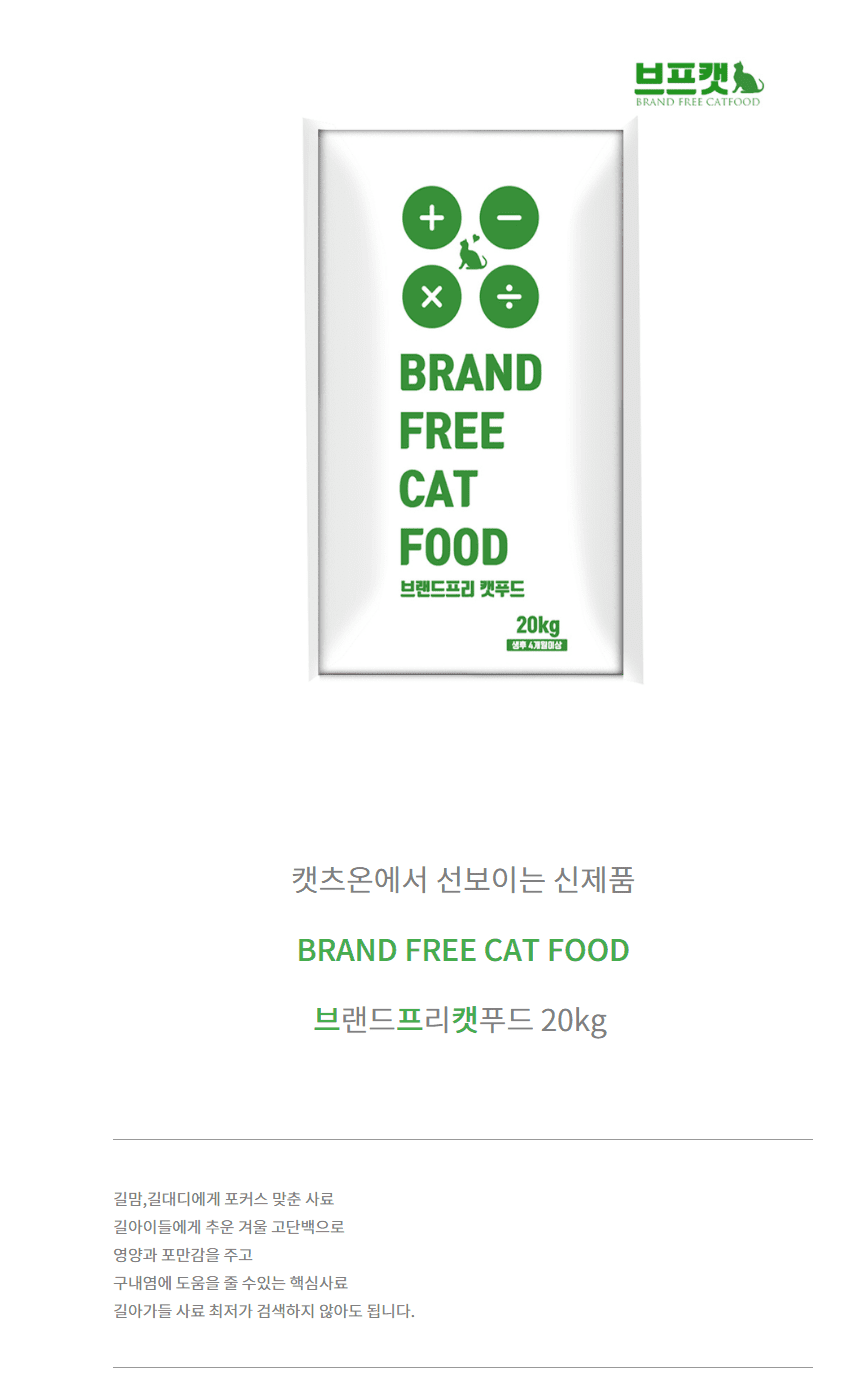 브프캣
BRAND FREE CATFOOD
BRAND
FREE
CAT
FOOD
브랜드프리 캣푸드
20kg
생후 4개월이상
캣츠온에서 선보이는 신제품
BRAND FREE CAT FOOD
브랜드프리캣푸드 20kg
길맘,길대디에게 포커스 맞춘 사료
길아이들에게 추운 겨울 고단백으로
영양과 포만감을 주고
구내염에 도움을 줄 수있는 핵심사료
길아가들 사료 최저가 검색하지 않아도 됩니다.